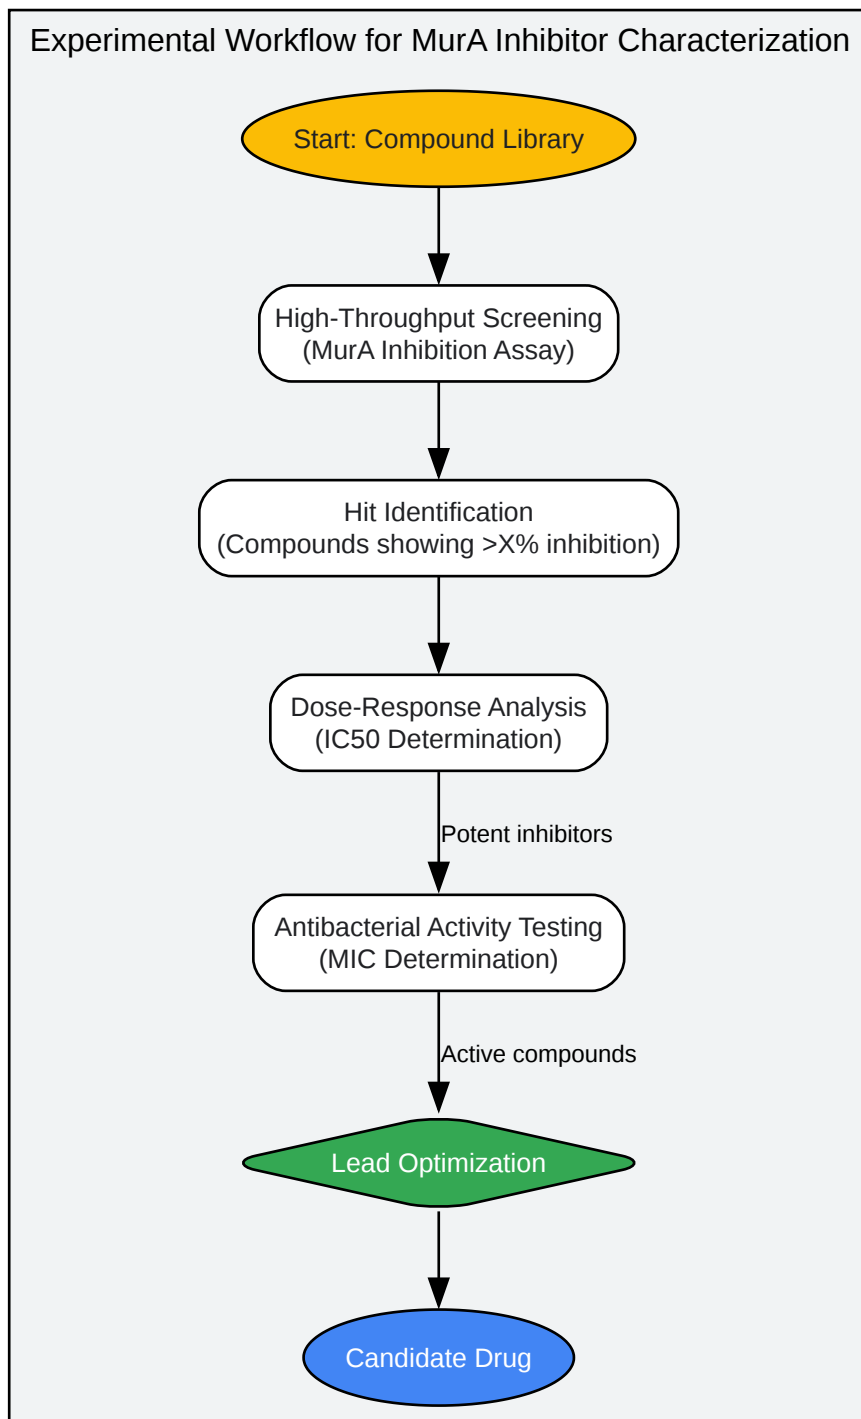 Experimental Workflow for MurA Inhibitor Characterization
Start: Compound Library
High-Throughput Screening
(MurA Inhibition Assay)
Hit Identification
(Compounds showing >X% inhibition)
Dose-Response Analysis
(IC50 Determination)
Potent inhibitors
Antibacterial Activity Testing
(MIC Determination)
Active compounds
Lead Optimization
Candidate Drug